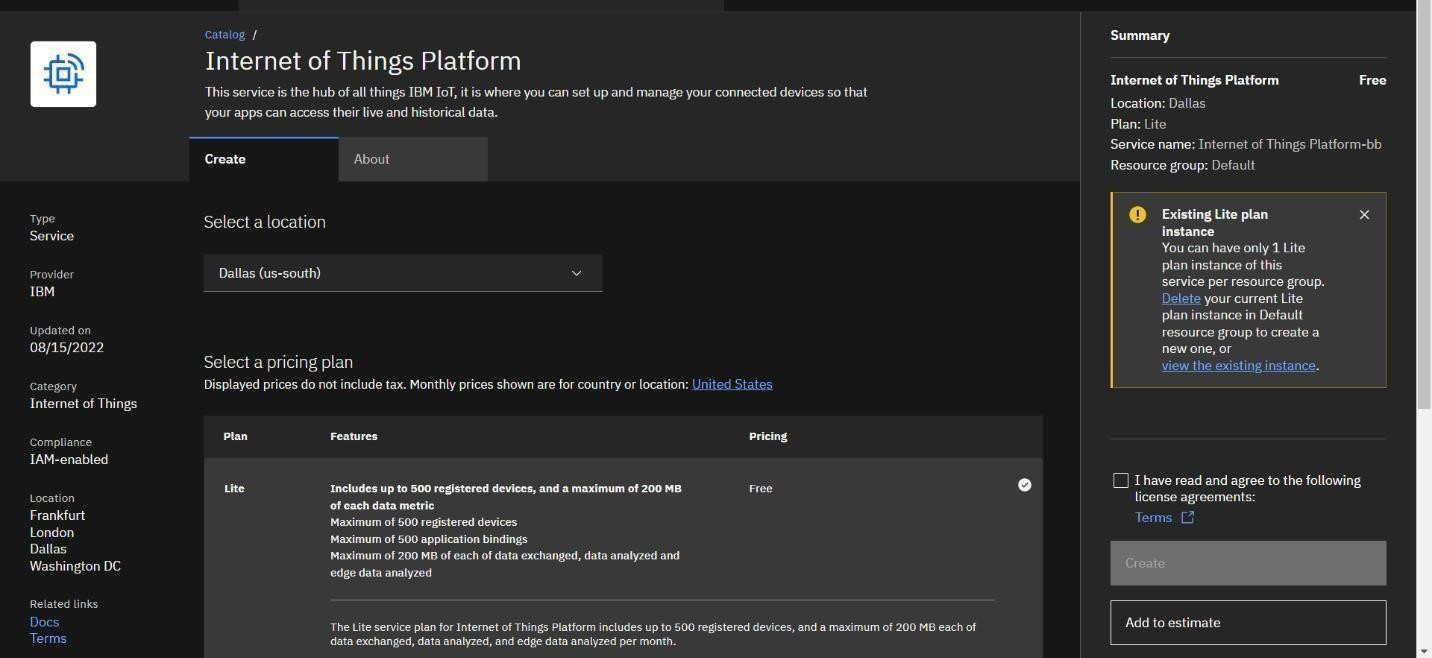 Catalog /
Internet of Things Platform
This service is the hub of all things IBM IoT, it is where you can set up and manage your connected devices so that
your apps can access their live and historical data.
Create
About
Type
Service
Provider
IBM
Updated on
08/15/2022
Category
Internet of Things
Compliance
IAM-enabled
Location
Frankfurt
London
Dallas
Washington DC
Related links
Docs
Terms
Select a location
Dallas (us-south)
Select a pricing plan
Displayed prices do not include tax. Monthly prices shown are for country or location: United States
Plan
Features
Pricing
Lite
Includes up to 500 registered devices, and a maximum of 200 MB
of each data metric
Maximum of 500 registered devices
Maximum of 500 application bindings
Maximum of 200 MB of each of data exchanged, data analyzed and
edge data analyzed
Free
The Lite service plan for Internet of Things Platform includes up to 500 registered devices, and a maximum of 200 MB each of
data exchanged, data analyzed, and edge data analyzed per month.
Summary
Internet of Things Platform Free
Location: Dallas
Plan: Lite
Service name: Internet of Things Platform-bb
Resource group: Default
Existing Lite plan
instance
You can have only 1 Lite
plan instance of this
service per resource group.
Delete your current Lite
plan instance in Default
resource group to create a
new one, or
view the existing instance.
I have read and agree to the following
license agreements:
Terms
Create
Add to estimate